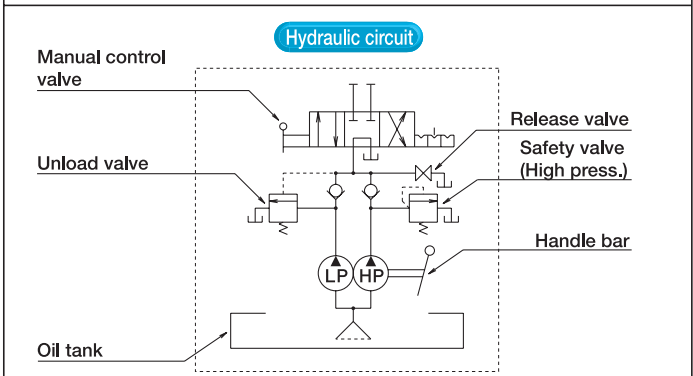 Hydraulic circuit
Manual control
valve
Release valve
Safety valve
(High press.)
Unload valve
Handle bar
LP HP
Oil tank